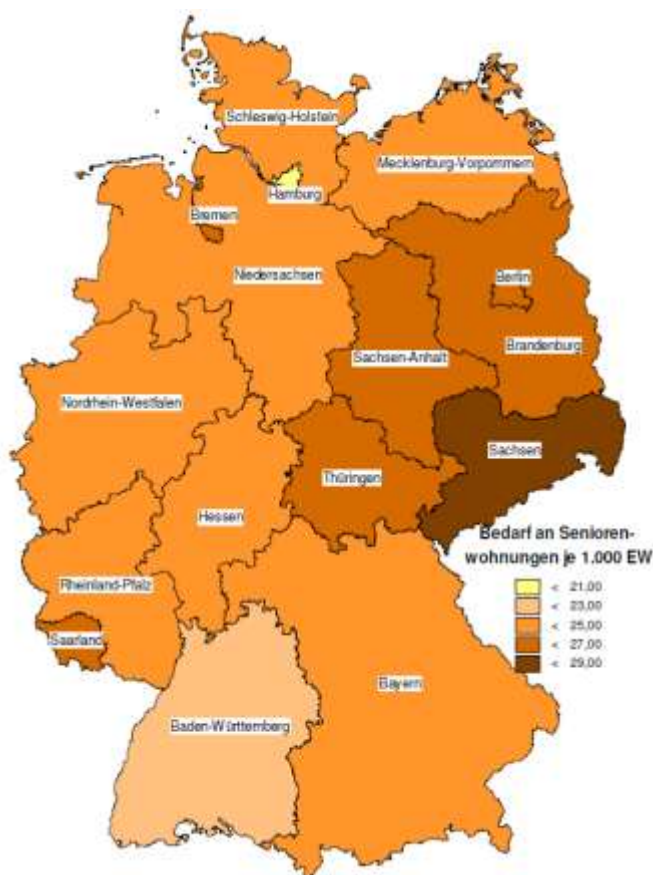 Schleswig-Holstein
Mecklenburg-Vorpommern
Hamburg
Bremen
Niedersachsen
Berlin
Brandenburg
Sachsen-Anhalt
Nordrhein-Westfalen
Sachsen
Thüringen
Hessen
Bedarf an Senioren-
wohnungen je 1.000 EW
< 21,00
< 23,00
< 25,00
< 27,00
< 29,00
Rheinland-Pfalz
Saarland
Bayern
Baden-Württemberg